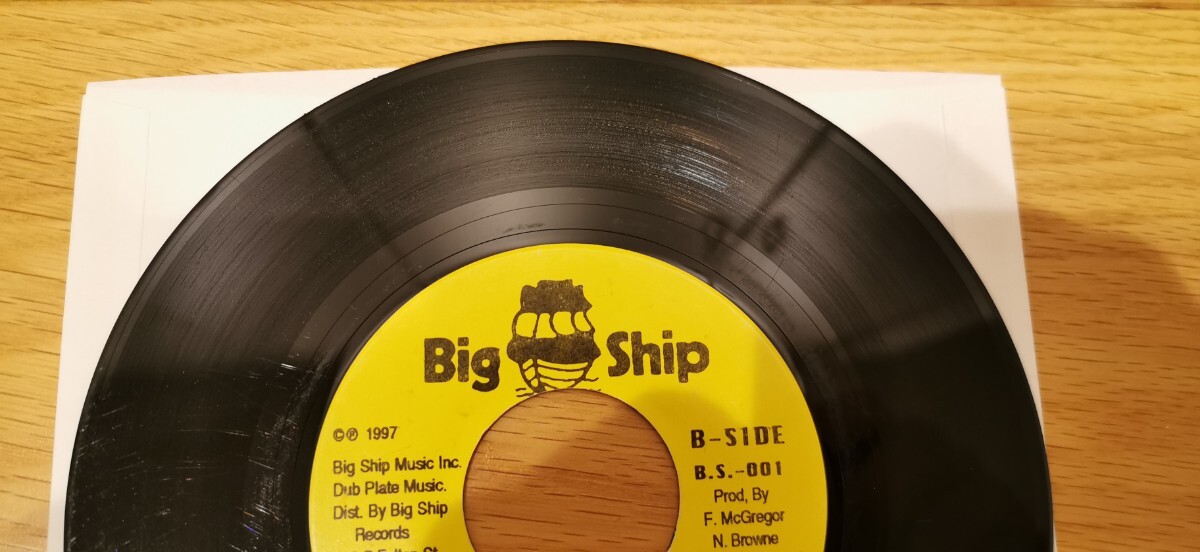 Big Ship
©℗ 1997
Big Ship Music Inc.
Dub Plate Music.
Dist. By Big Ship
Records
B-SIDE
B.S.-001
Prod, By
F. McGregor
N. Browne